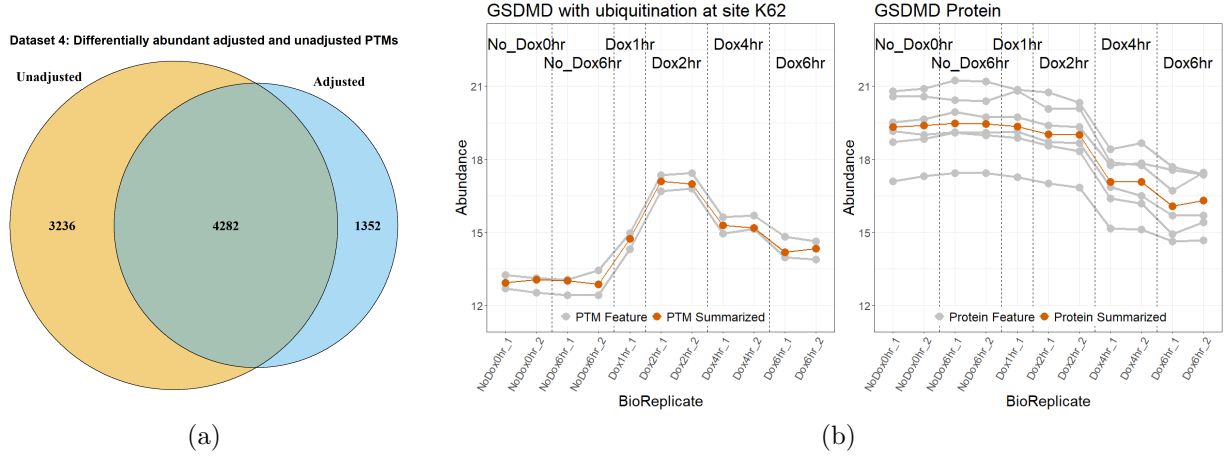 Dataset 4: Differentially abundant adjusted and unadjusted PTMs
Unadjusted
Adjusted
3236
4282
1352
(a)
GSDMD with ubiquitination at site K62
No_Dox0hr
Dox1hr
Dox4hr
No_Dox6hr
Dox2hr
Dox6hr
Abundance
21
18
15
12
PTM Feature
PTM Summarized
NoDox0hr_1
NoDox0hr_2
NoDox6hr_1
NoDox6hr_2
Dox1hr_1
Dox2hr_1
Dox2hr_2
Dox4hr_1
Dox4hr_2
Dox6hr_1
Dox6hr_2
BioReplicate
GSDMD Protein
No_Dox0hr
Dox1hr
Dox4hr
No_Dox6hr
Dox2hr
Dox6hr
Abundance
21
18
15
12
Protein Feature
Protein Summarized
NoDox0hr_1
NoDox0hr_2
NoDox6hr_1
NoDox6hr_2
Dox1hr_1
Dox2hr_1
Dox2hr_2
Dox4hr_1
Dox4hr_2
Dox6hr_1
Dox6hr_2
BioReplicate
(b)